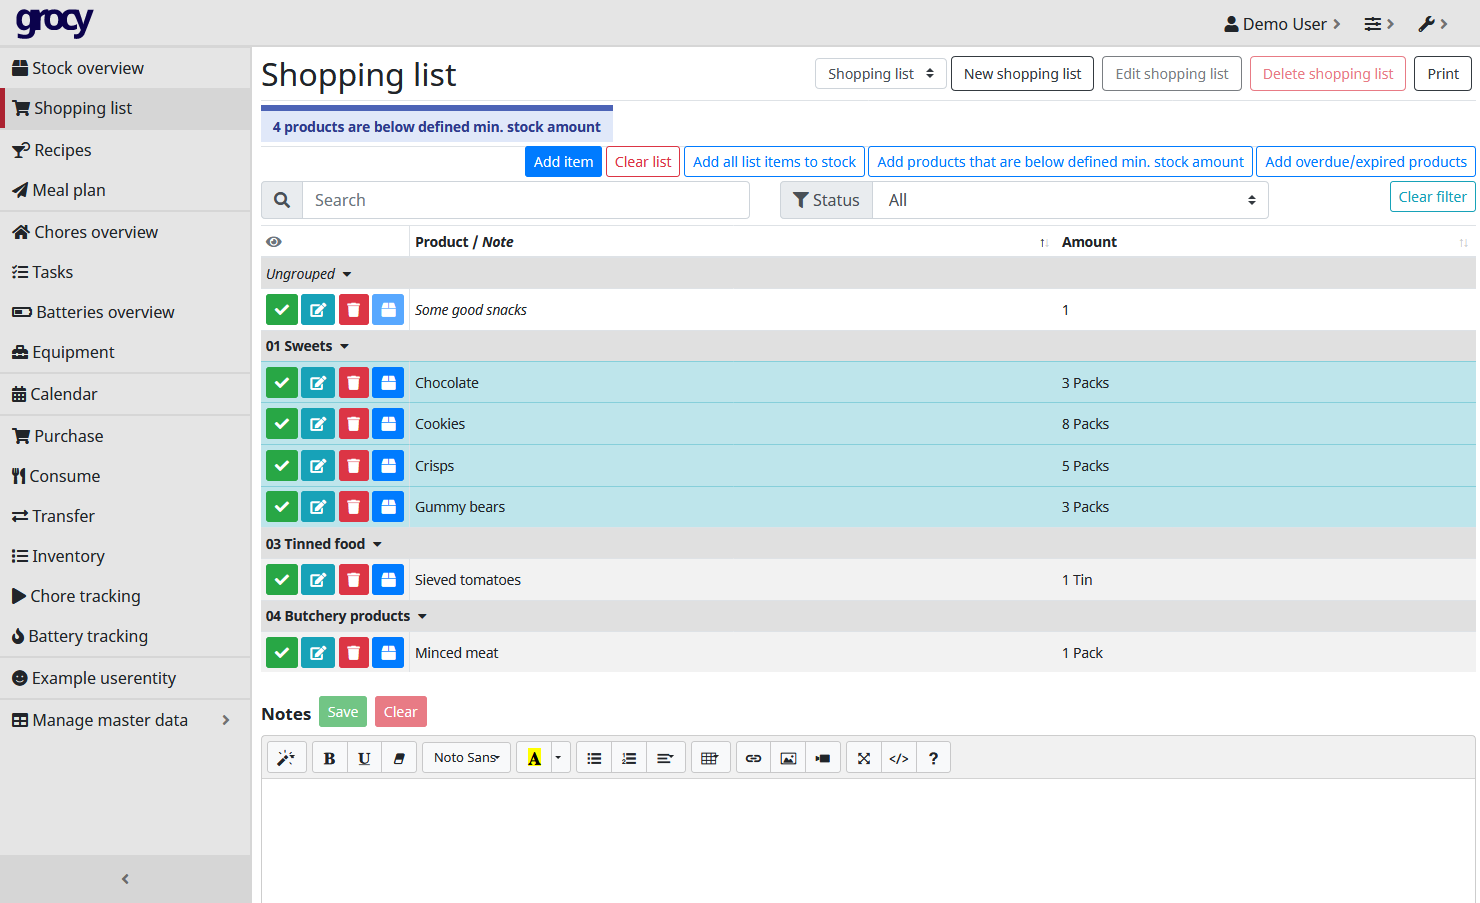 grocy
Demo User
Stock overview
Shopping list
Recipes
Meal plan
Chores overview
Tasks
Batteries overview
Equipment
Calendar
Purchase
Consume
Transfer
Inventory
Chore tracking
Battery tracking
Example userentity
Manage master data
Shopping list
Shopping list New shopping list Edit shopping list Delete shopping list Print
4 products are below defined min. stock amount
Add item Clear list Add all list items to stock Add products that are below defined min. stock amount Add overdue/expired products
Search Status All Clear filter
Product / Note Amount
Ungrouped
Some good snacks 1
01 Sweets
Chocolate 3 Packs
Cookies 8 Packs
Crisps 5 Packs
Gummy bears 3 Packs
03 Tinned food
Sieved tomatoes 1 Tin
04 Butchery products
Minced meat 1 Pack
Notes Save Clear
B U Noto Sans A </> ?